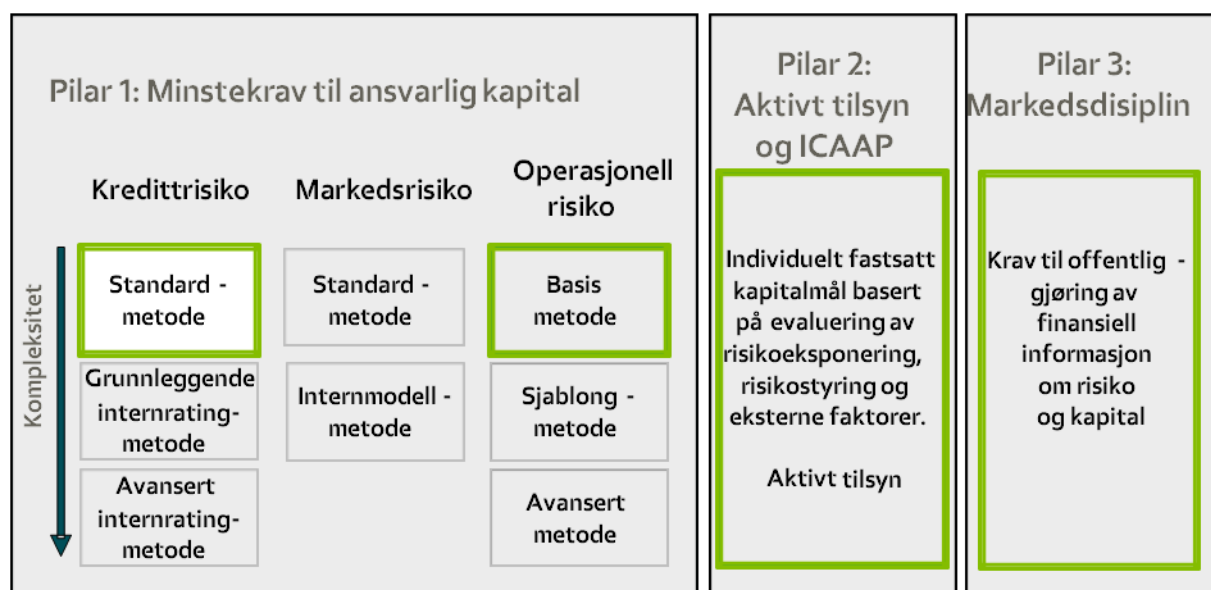 Pilar 1: Minstekrav til ansvarlig kapital
Kompleksitet
Kredittrisiko
Standard -
metode
Grunnleggende
internrating-
metode
Avansert
internrating-
metode
Markedsrisiko
Standard -
metode
Internmodell -
metode
Operasjonell
risiko
Basis
metode
Sjablong -
metode
Avansert
metode
Pilar 2:
Aktivt tilsyn
og ICAAP
Individuelt fastsatt
kapitalmål basert
på evaluering av
risikoeksponering,
risikostyring og
eksterne faktorer.
Aktivt tilsyn
Pilar 3:
Markedsdisiplin
Krav til offentlig -
gjøring av
finansiell
informasjon
om risiko
og kapital